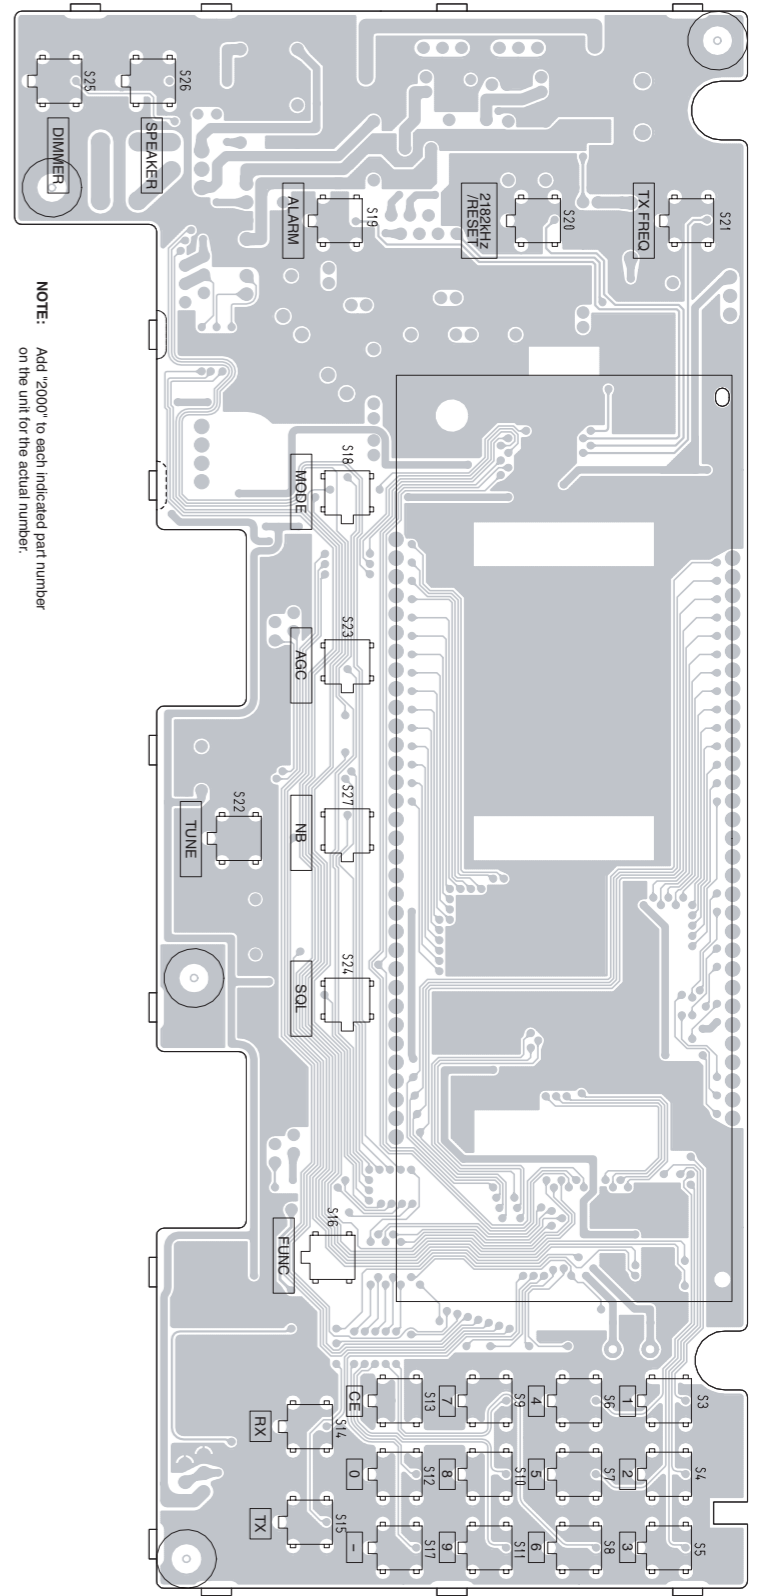 S25
S26
DIMMER
SPEAKER
ALARM
S19
2182kHz
/RESET
S20
TX FREQ
S21
NOTE: Add "2000" to each indicated part number
on the unit for the actual number.
S18
MODE
S23
AGC
S22
TUNE
S27
NB
S24
SQL
S16
FUNC
CE
S13
7
S9
4
S6
1
S3
RX
S14
0
S12
8
S10
5
S7
2
S4
TX
S15
–
S17
9
S11
6
S8
3
S5